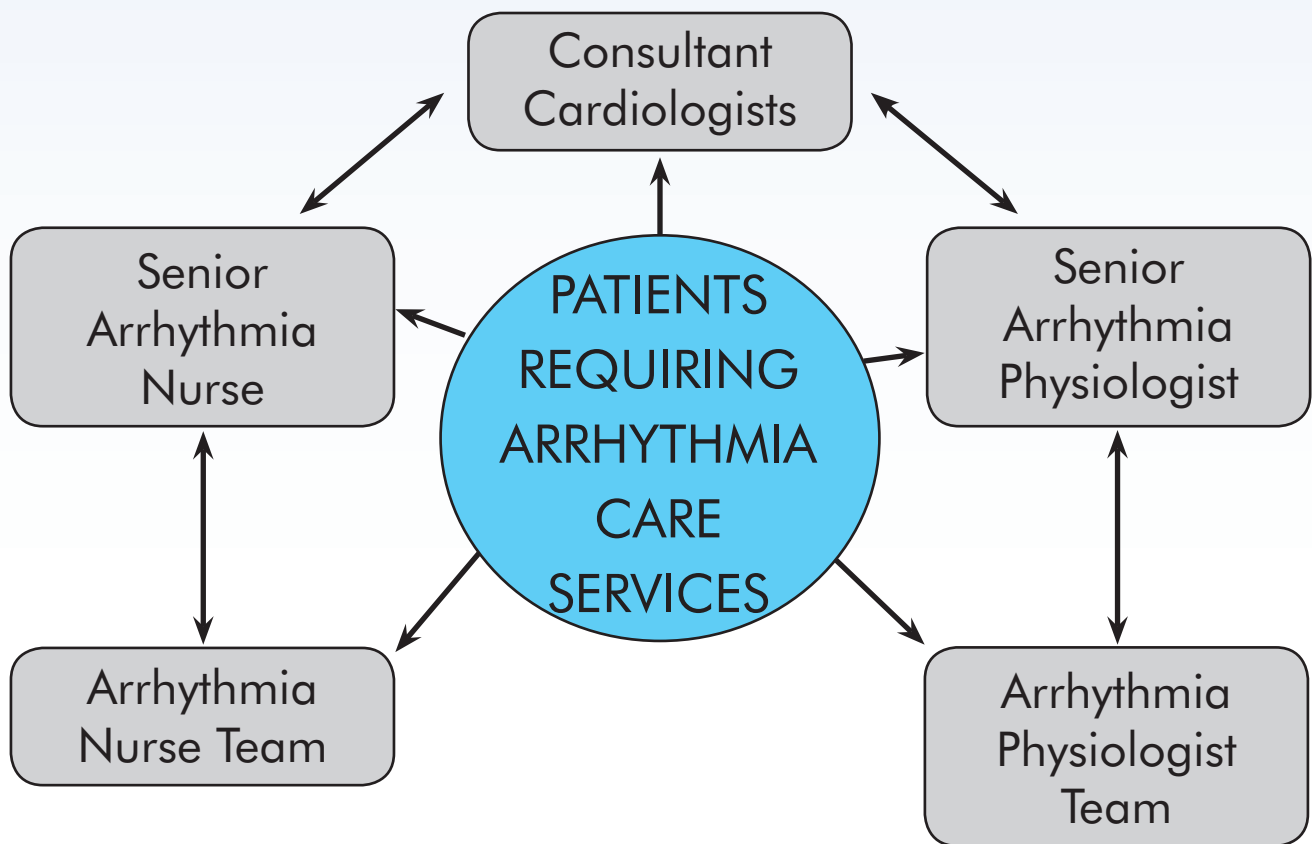 Consultant
Cardiologists
Senior
Arrhythmia
Nurse
PATIENTS
REQUIRING
ARRHYTHMIA
CARE
SERVICES
Senior
Arrhythmia
Physiologist
Arrhythmia
Nurse Team
Arrhythmia
Physiologist
Team